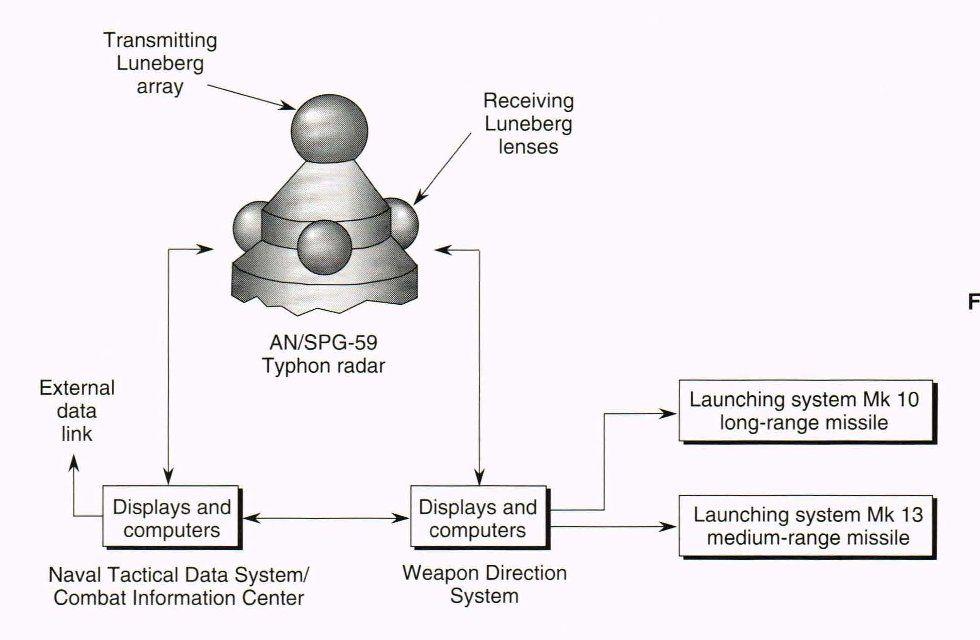 Transmitting
Luneberg
array
Receiving
Luneberg
lenses
AN/SPG-59
Typhon radar
External
data
link
Launching system Mk 10
long-range missile
Displays and
computers
Displays and
computers
Launching system Mk 13
medium-range missile
Naval Tactical Data System/
Combat Information Center
Weapon Direction
System
F